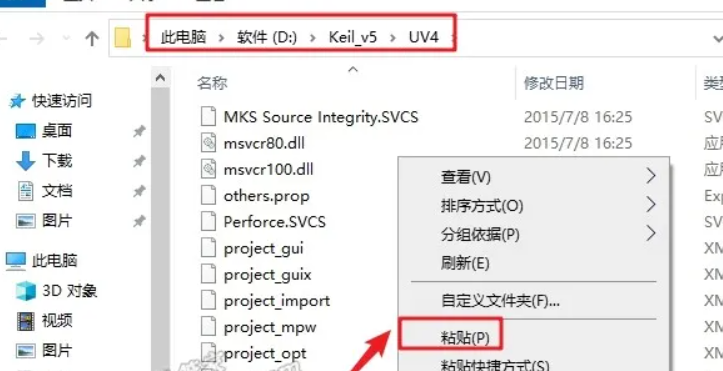 此电脑 > 软件 (D:) > Keil_v5 > UV4
名称
修改日期
类型
快速访问
桌面
下载
文档
图片
此电脑
3D 对象
视频
图片
MKS Source Integrity.SVCS 2015/7/8 16:25 SV
msvcr80.dll 2015/7/8 16:25 应用
msvcr100.dll 应用
others.prop Exp
Perforce.SVCS SV
project_gui XM
project_guix XM
project_import XM
project_mpw XM
project_opt XM
查看(V)
排序方式(O)
分组依据(P)
刷新(E)
自定义文件夹(F)...
粘贴(P)
粘贴快捷方式(S)